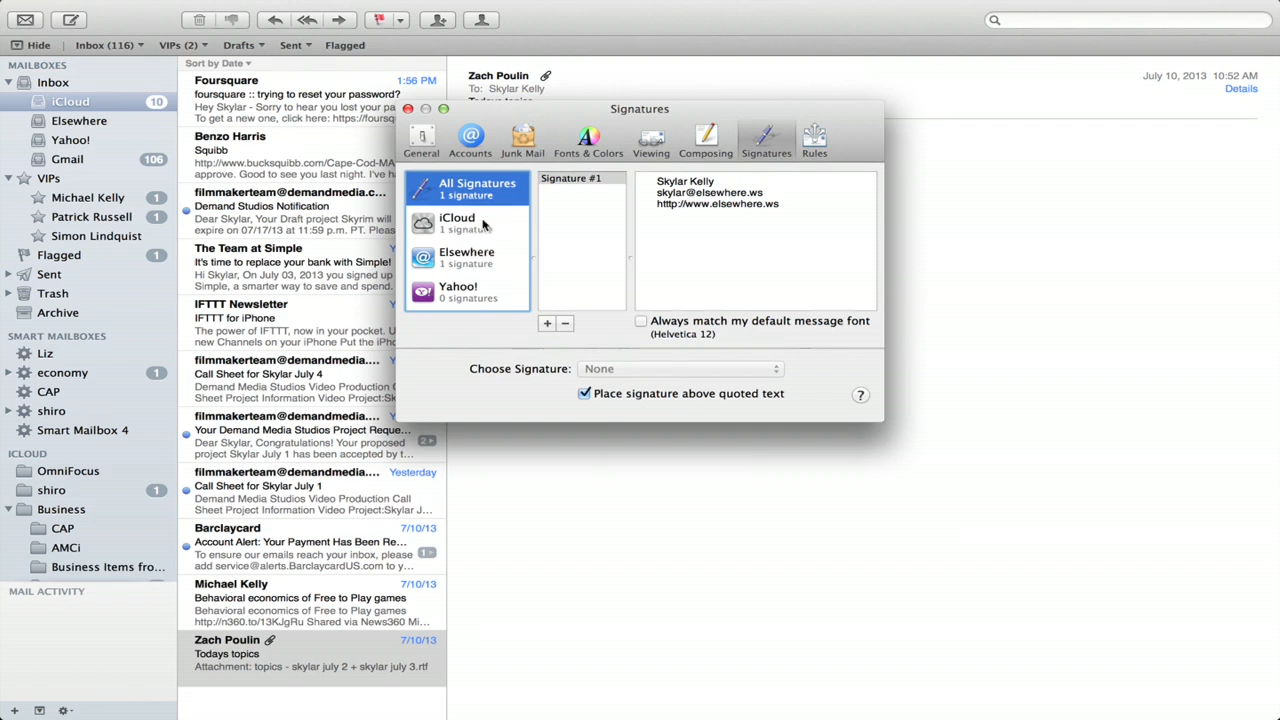 Hide
Inbox (116)
VIPs (2)
Drafts
Sent
Flagged
MAILBOXES
Inbox
iCloud 10
Elsewhere
Yahoo!
Gmail 106
VIPs
Michael Kelly 1
Patrick Russell 1
Simon Lindquist
Flagged
Sent
Trash
Archive
SMART MAILBOXES
Liz
economy 1
CAP
shiro
Smart Mailbox 4
ICLOUD
OmniFocus
shiro 1
Business
CAP
AMCi
Business Items fro...
MAIL ACTIVITY
Sort by Date
Foursquare 1:56 PM
foursquare :: trying to reset your password?
Hey Skylar - Sorry to hear you lost your pa
To get a new one, click here: https://foursq
Benzo Harris
Squibb
http://www.bucksquibb.com/Cape-Cod-MA
Good to see you last night. I've ha
filmmakerteam@demandmedia.c...
Demand Studios Notification
Dear Skylar, Your Draft project Skyrim
expire on 07/17/13 at 11:59 p.m. PT) and
The Team at Simple
It's time to replace your bank with Simple!
Hi Skylar, On July 03, 2013 you signed up
Simple, a smarter way to save and spend.
IFTTT Newsletter
IFTTT for iPhone
The power of IFTTT, now in your pocket. U
new Channels on your iPhone Put the
filmmakerteam@demandmedia....
Call Sheet for Skylar July 4
Demand Media Studios Video Production
Project Information Video Project:Skylar
filmmakerteam@demandmedia....
Your Demand Media Studios Project Reque...
Dear Skylar, Congratulations! Your proposed
project Skylar July 1 has been accepted by t... 2
filmmakerteam@demandmedia.... Yesterday
Call Sheet for Skylar July 1
Demand Media Studios Video Production Call
Sheet Project Information Video Project:Skylar J...
Barclaycard 7/10/13
Account Alert: Your Payment Has Been Re...
To ensure our emails reach your inbox, please
add service@alerts.BarclaycardUS.com to y... 1
Michael Kelly 7/10/13
Behavioral economics of Free to Play games
Behavioral economics of Free to Play games
http://n360.to/13KJgRu Shared via News360 Mi...
Zach Poulin 7/10/13
Todays topics
Attachment: topics - skylar july 2 + skylar july 3.rtf
Zach Poulin
To: Skylar Kelly
July 10, 2013 10:52 AM
Details
Signatures
General
Accounts
Junk Mail
Fonts & Colors
Viewing
Composing
Signatures
Rules
All Signatures
1 signature
iCloud
1 signature
Elsewhere
1 signature
Yahoo!
0 signatures
Signature #1
Skylar Kelly
skylar@elsewhere.ws
htttp://www.elsewhere.ws
+ −
Always match my default message font
(Helvetica 12)
Choose Signature: None
Place signature above quoted text
?